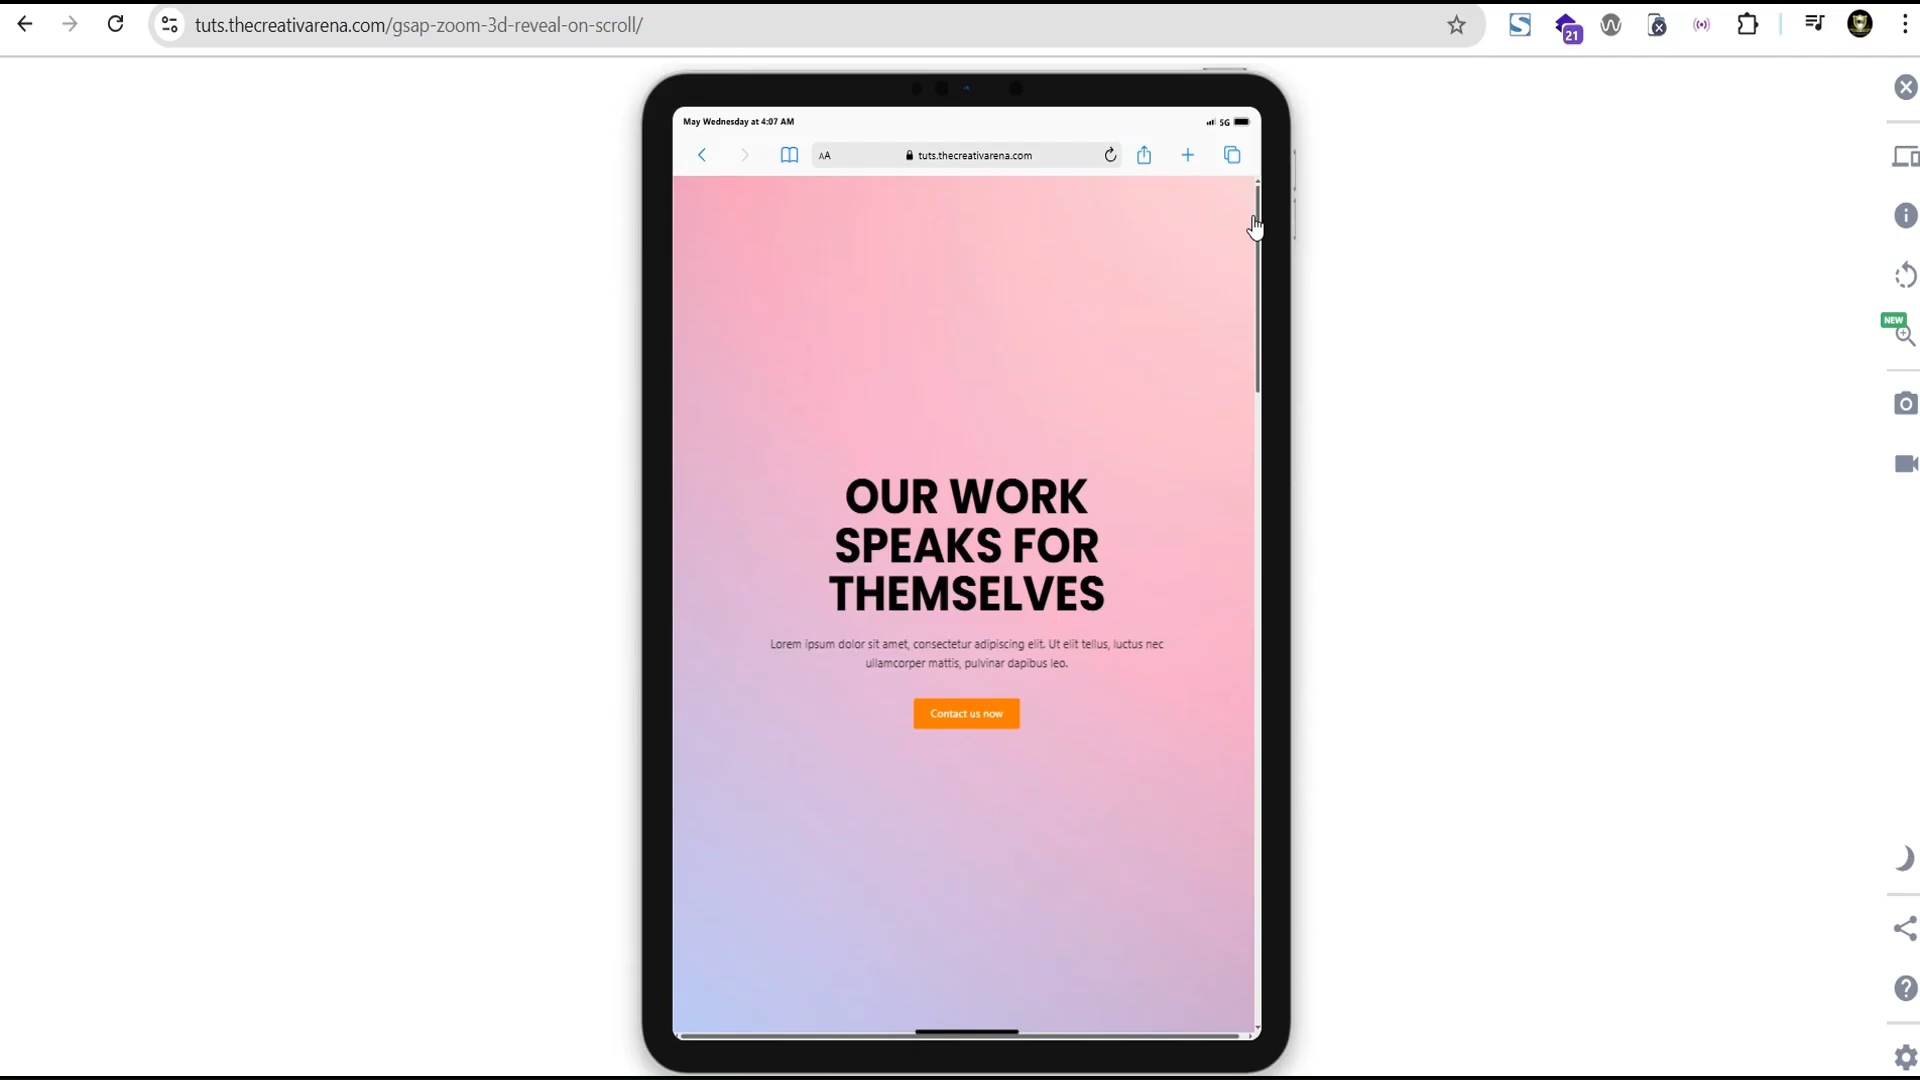 tuts.thecreativarena.com/gsap-zoom-3d-reveal-on-scroll/
21
May Wednesday at 4:07 AM
5G
AA
tuts.thecreativarena.com
NEW
OUR WORK
SPEAKS FOR
THEMSELVES
Lorem ipsum dolor sit amet, consectetur adipiscing elit. Ut elit tellus, luctus nec
ullamcorper mattis, pulvinar dapibus leo.
Contact us now